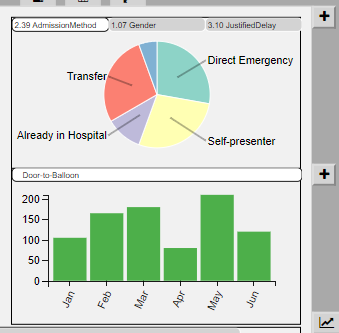 2.39 AdmissionMethod 1.07 Gender 3.10 JustifiedDelay
Direct Emergency
Transfer
Already in Hospital
Self-presenter
Door-to-Balloon
200
150
100
50
0
Jan Feb Mar Apr May Jun